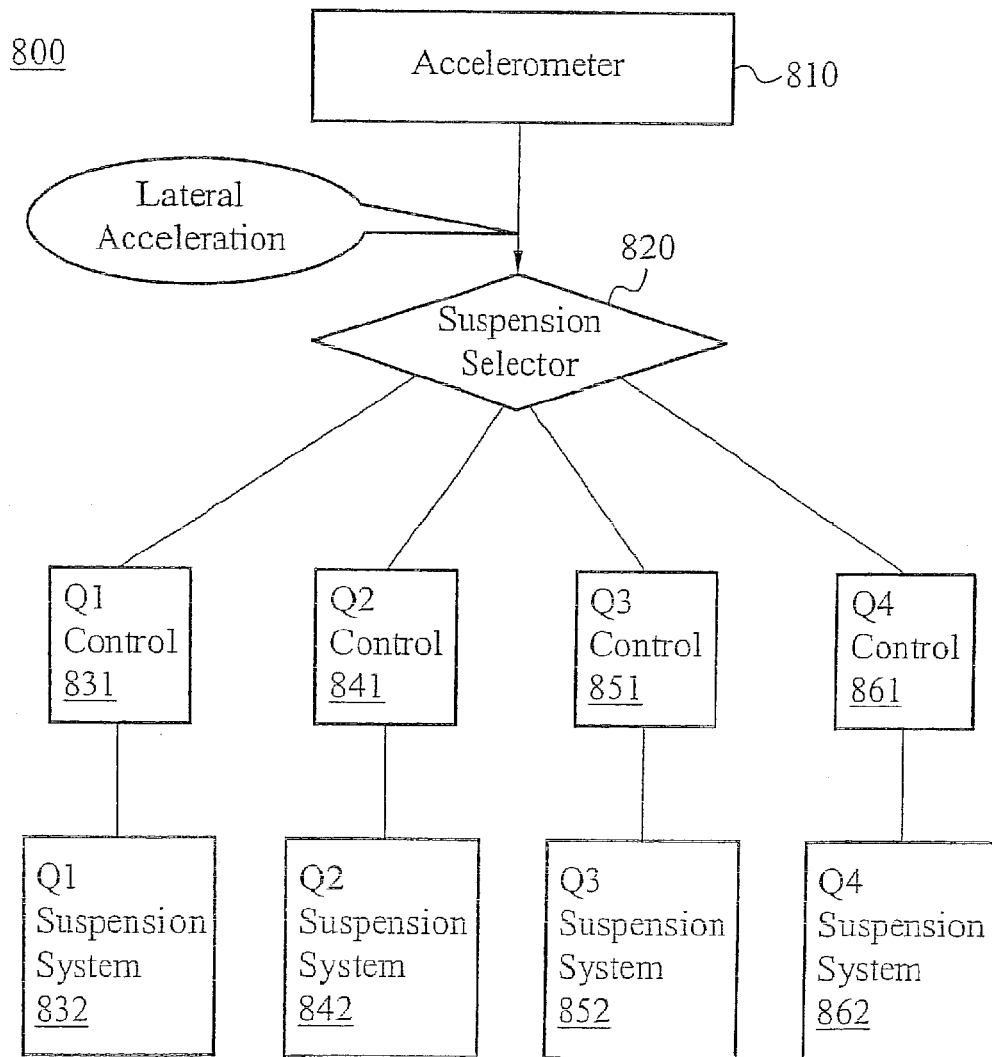 800
Accelerometer
810
Lateral
Acceleration
820
Suspension
Selector
Q1
Control
831
Q2
Control
841
Q3
Control
851
Q4
Control
861
Q1
Suspension
System
832
Q2
Suspension
System
842
Q3
Suspension
System
852
Q4
Suspension
System
862